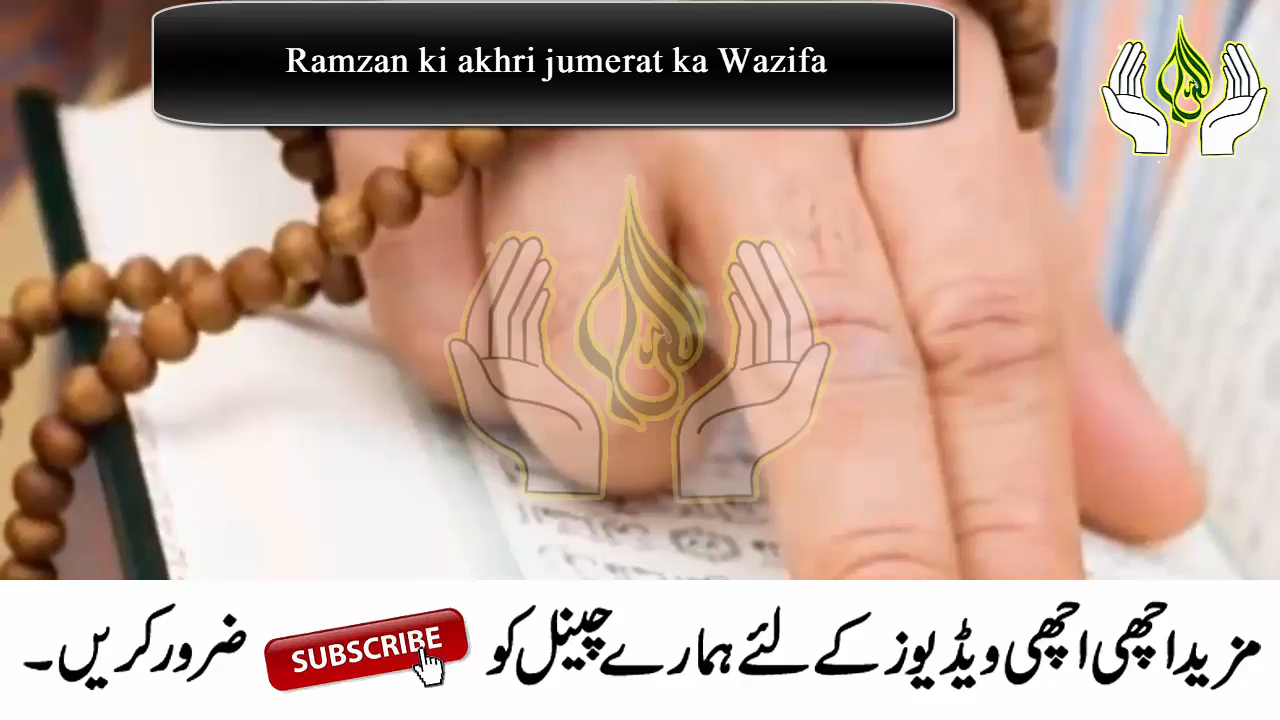 Ramzan ki akhri jumerat ka Wazifa
مزید اچھی اچھی ویڈیوز کے لئے ہمارے چینل کو SUBSCRIBE ضرور کریں۔